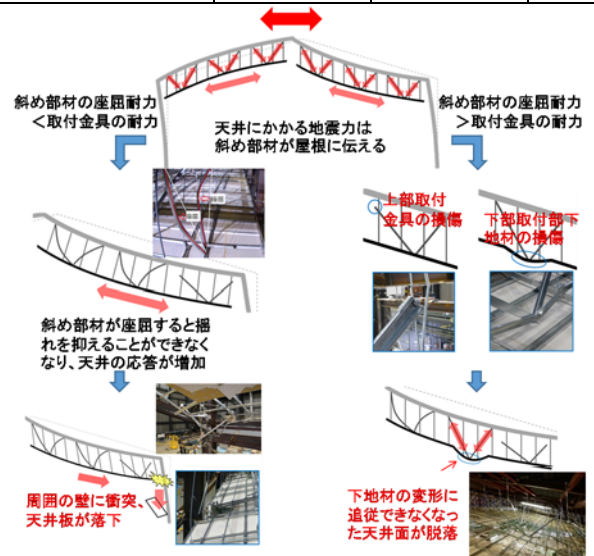 斜め部材の座屈耐力
＜取付金具の耐力
天井にかかる地震力は
斜め部材が屋根に伝える
斜め部材の座屈耐力
＞取付金具の耐力
座屈
座屈
上部取付
金具の損傷
下部取付部下
地材の損傷
斜め部材が座屈すると揺
れを抑えることができなく
なり、天井の応答が増加
周囲の壁に衝突、
天井板が落下
下地材の変形に
追従できなくなっ
た天井面が脱落